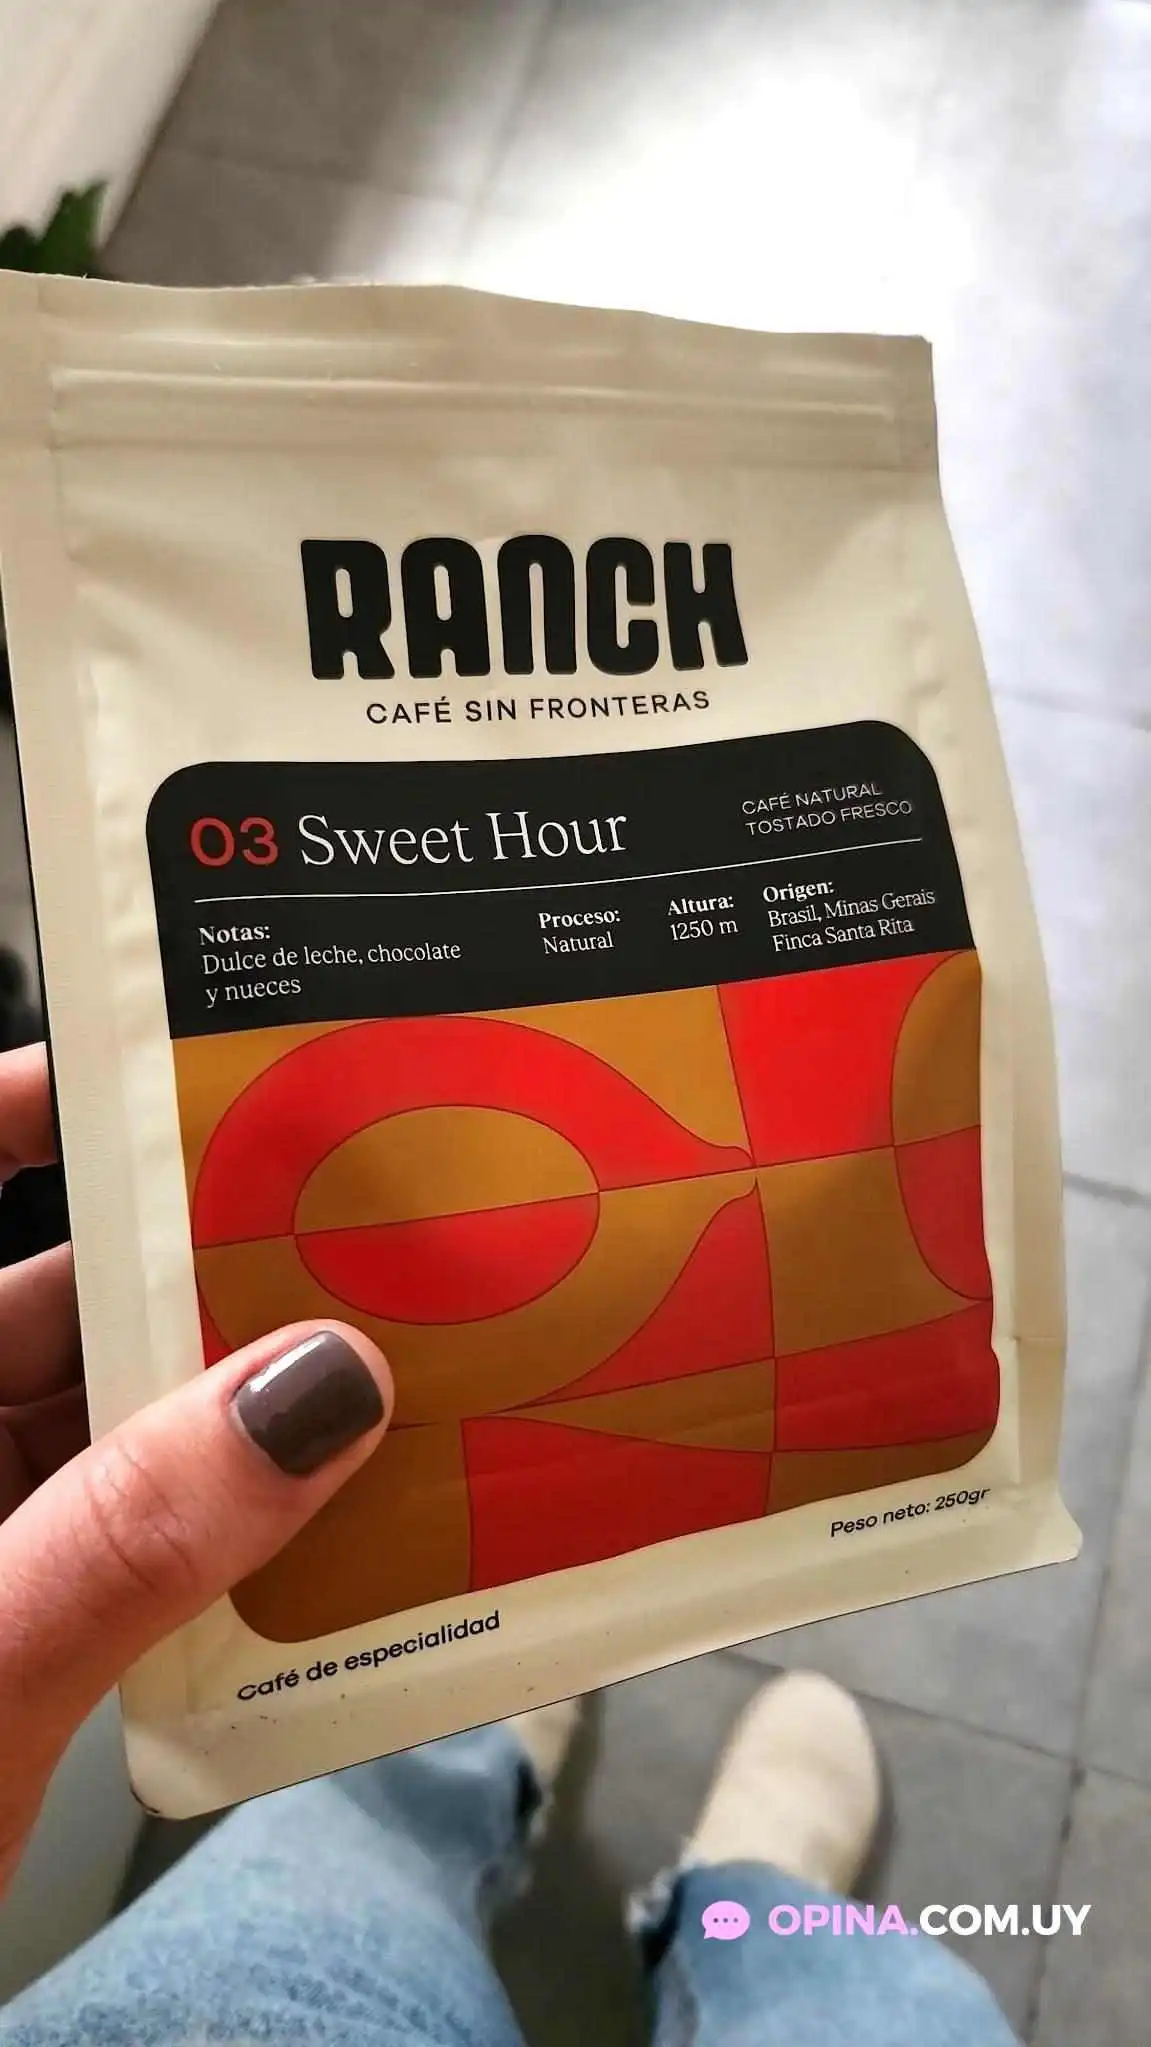 RANCH
CAFÉ SIN FRONTERAS
03 Sweet Hour
CAFÉ NATURAL
TOSTADO FRESCO
Notas:
Dulce de leche, chocolate
y nueces
Proceso:
Natural
Altura:
1250 m
Origen:
Brasil, Minas Gerais
Finca Santa Rita
Peso neto: 250gr
Café de especialidad
OPINA.COM.UY